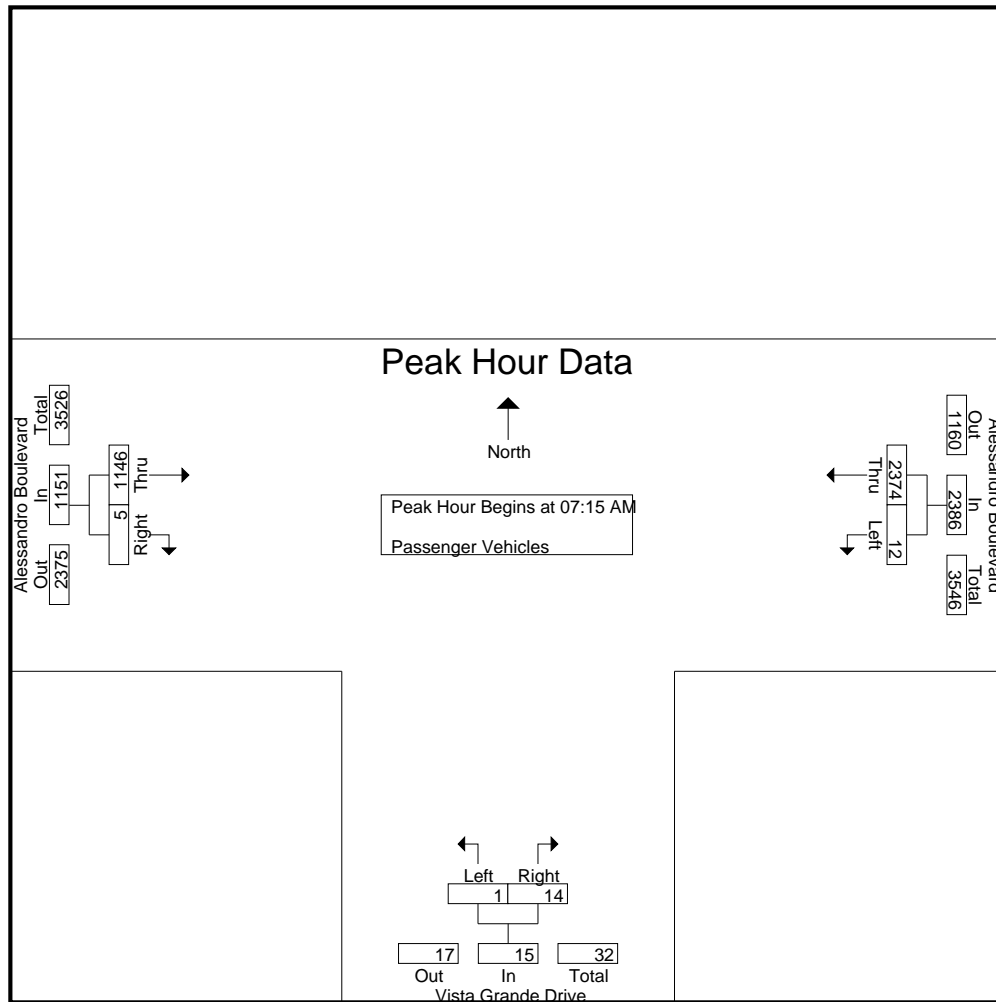 Peak Hour Data
North
Peak Hour Begins at 07:15 AM
Passenger Vehicles
Alessandro Boulevard
Total
3526
In
1151
Out
2375
1146
Thru
5
Right
Alessandro Boulevard
Out
1160
In
2386
Total
3546
2374
Thru
12
Left
Left Right
1 14
17 15 32
Out In Total
Vista Grande Drive